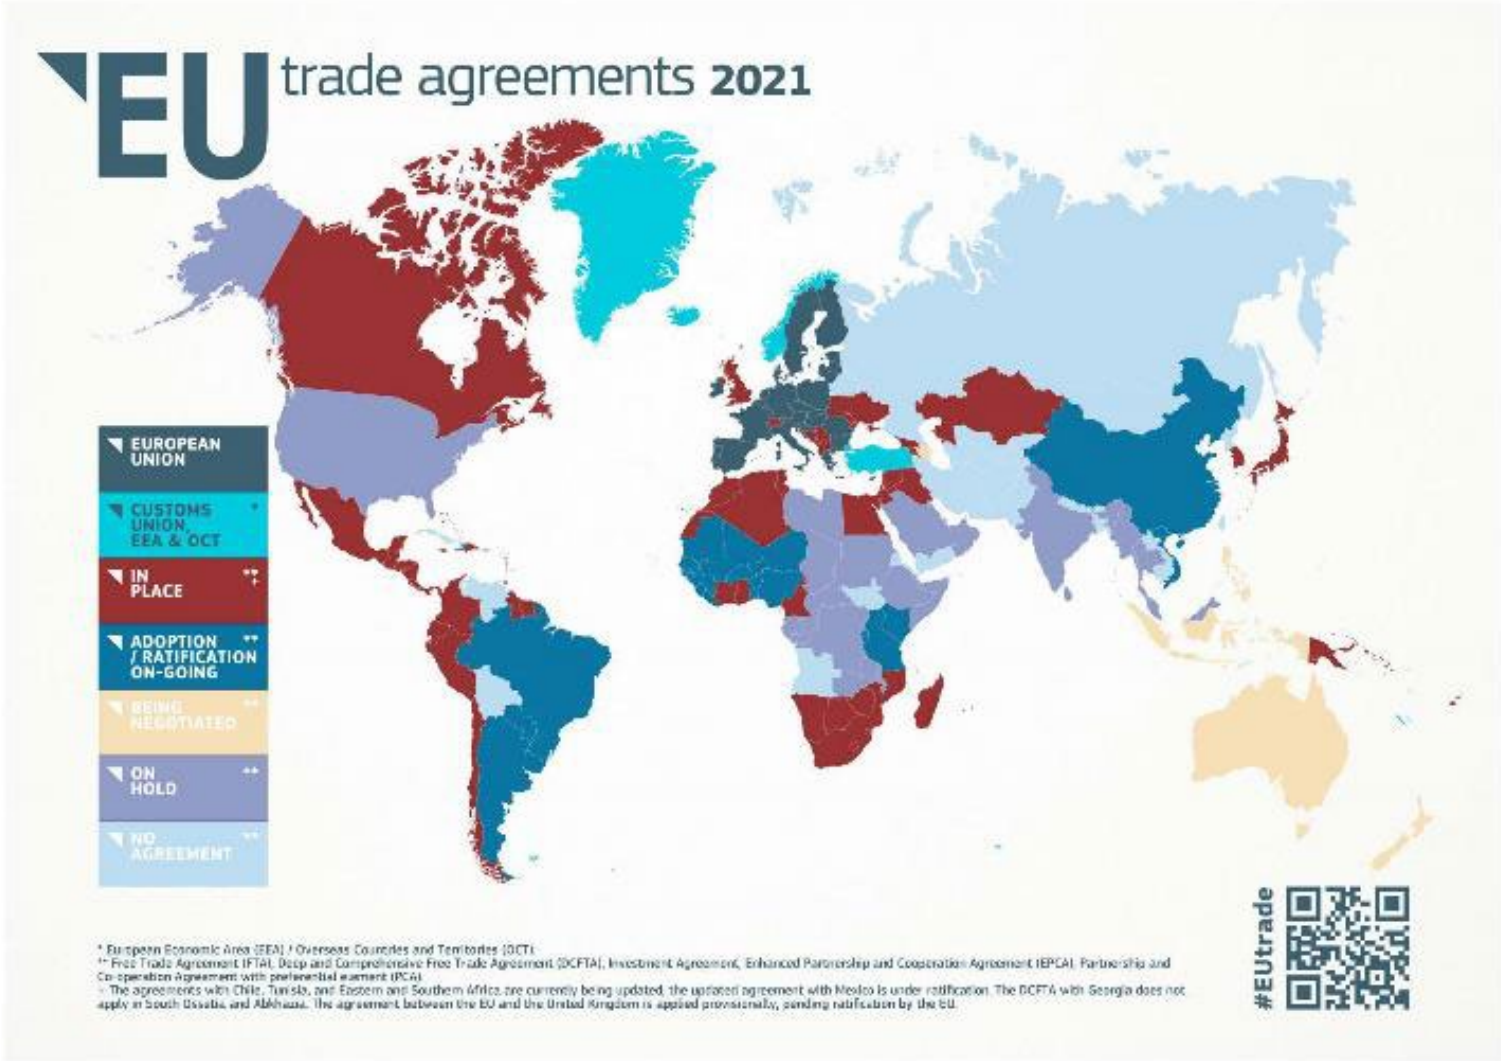 EU trade agreements 2021
EUROPEAN
UNION
CUSTOMS *
UNION,
EEA & OCT
IN **
PLACE +
ADOPTION **
/ RATIFICATION
ON-GOING
BEING **
NEGOTIATED
ON **
HOLD
NO **
AGREEMENT
* European Economic Area (EEA) / Overseas Countries and Territories (OCT)
** Free Trade Agreement (FTA), Deep and Comprehensive Free Trade Agreement (DCFTA), Investment Agreement, Enhanced Partnership and Cooperation Agreement (EPCA), Partnership and
Co-operation Agreement with preferential element (PCA)
The agreements with Chile, Tunisia, and Eastern and Southern Africa are currently being updated, the updated agreement with Mexico is under ratification. The DCFTA with Georgia does not
apply in South Ossetia and Abkhazia. The agreement between the EU and the United Kingdom is applied provisionally, pending ratification by the EU.
#EUtrade